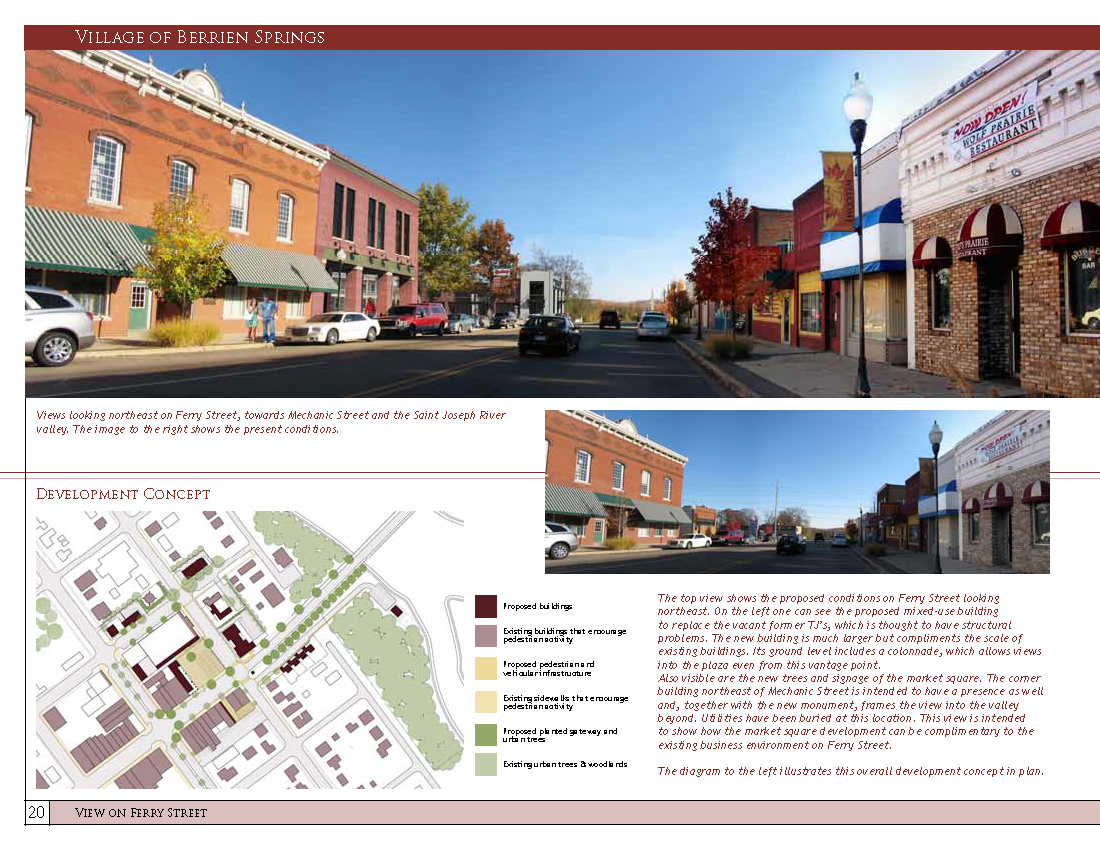 Village of Berrien Springs
NOW OPEN!
WOLF PRAIRIE
RESTAURANT
BAR
Views looking northeast on Ferry Street, towards Mechanic Street and the Saint Joseph River
valley. The image to the right shows the present conditions.
Development Concept
Proposed buildings
Existing buildings that encourage
pedestrian activity
Proposed pedestrian and
vehicular infrastructure
Existing sidewalks that encourage
pedestrian activity
Proposed planted gateway and
urban trees
Existing urban trees & woodlands
The top view shows the proposed conditions on Ferry Street looking
northeast. On the left one can see the proposed mixed-use building
to replace the vacant former TJ's, which is thought to have structural
problems. The new building is much larger but compliments the scale of
existing buildings. Its ground level includes a colonnade, which allows views
into the plaza even from this vantage point.
Also visible are the new trees and signage of the market square. The corner
building northeast of Mechanic Street is intended to have a presence as well
and, together with the new monument, frames the view into the valley
beyond. Utilities have been buried at this location. This view is intended
to show how the market square development can be complimentary to the
existing business environment on Ferry Street.
The diagram to the left illustrates this overall development concept in plan.
20
View on Ferry Street